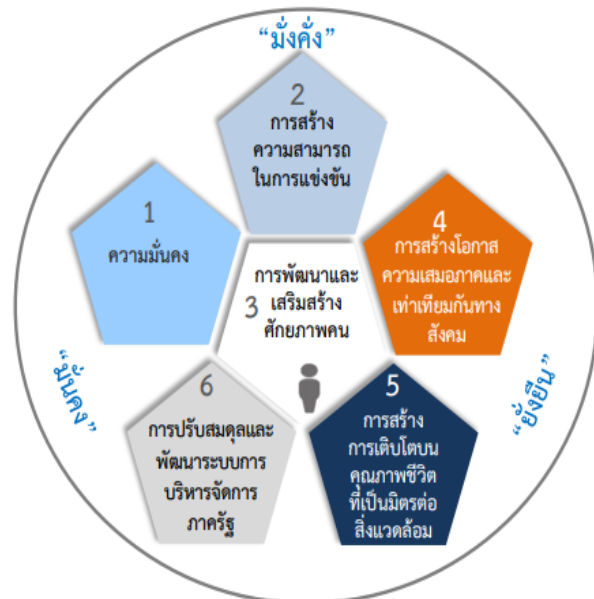 “มั่งคั่ง”
2
การสร้าง
ความสามารถ
ในการแข่งขัน
1
ความมั่นคง
4
การสร้างโอกาส
ความเสมอภาคและ
เท่าเทียมกันทาง
สังคม
การพัฒนาและ
3 เสริมสร้าง
ศักยภาพคน
“มั่นคง”
“ยั่งยืน”
6
การปรับสมดุลและ
พัฒนาระบบการ
บริหารจัดการ
ภาครัฐ
5
การสร้าง
การเติบโตบน
คุณภาพชีวิต
ที่เป็นมิตรต่อ
สิ่งแวดล้อม